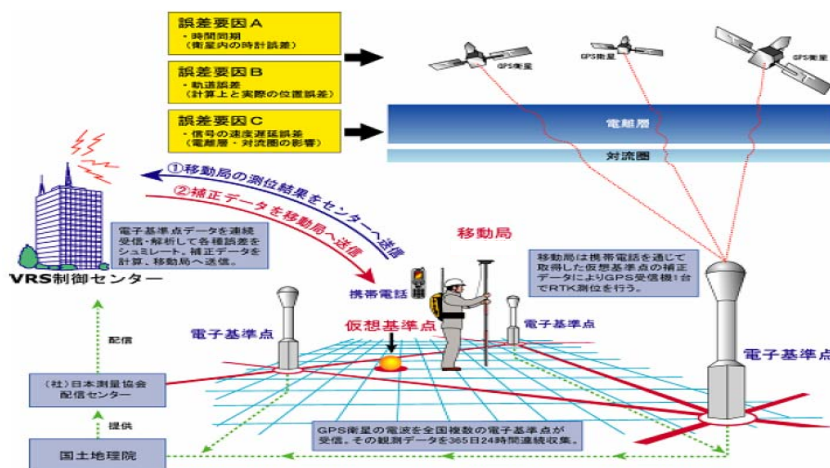 誤差要因A
・時間同期
(衛星内の時計誤差)
誤差要因B
・軌道誤差
(計算上と実際の位置誤差)
誤差要因C
・信号の速度遅延誤差
(電離層・対流圏の影響)
GPS衛星
GPS衛星
GPS衛星
電離層
対流圏
①移動局の測位結果をセンターへ送信
②補正データを移動局へ送信
電子基準点データを連続
受信・解析して各種誤差を
シュミレート、補正データを
計算、移動局へ送信。
VRS制御センター
移動局
携帯電話
移動局は携帯電話を通じて
取得した仮想基準点の補正
データによりGPS受信機1台
でRTK測位を行う。
仮想基準点
電子基準点
電子基準点
電子基準点
配信
(社)日本測量協会
配信センター
提供
国土地理院
GPS衛星の電波を全国複数の電子基準点が
受信。その観測データを365日24時間連続収集。